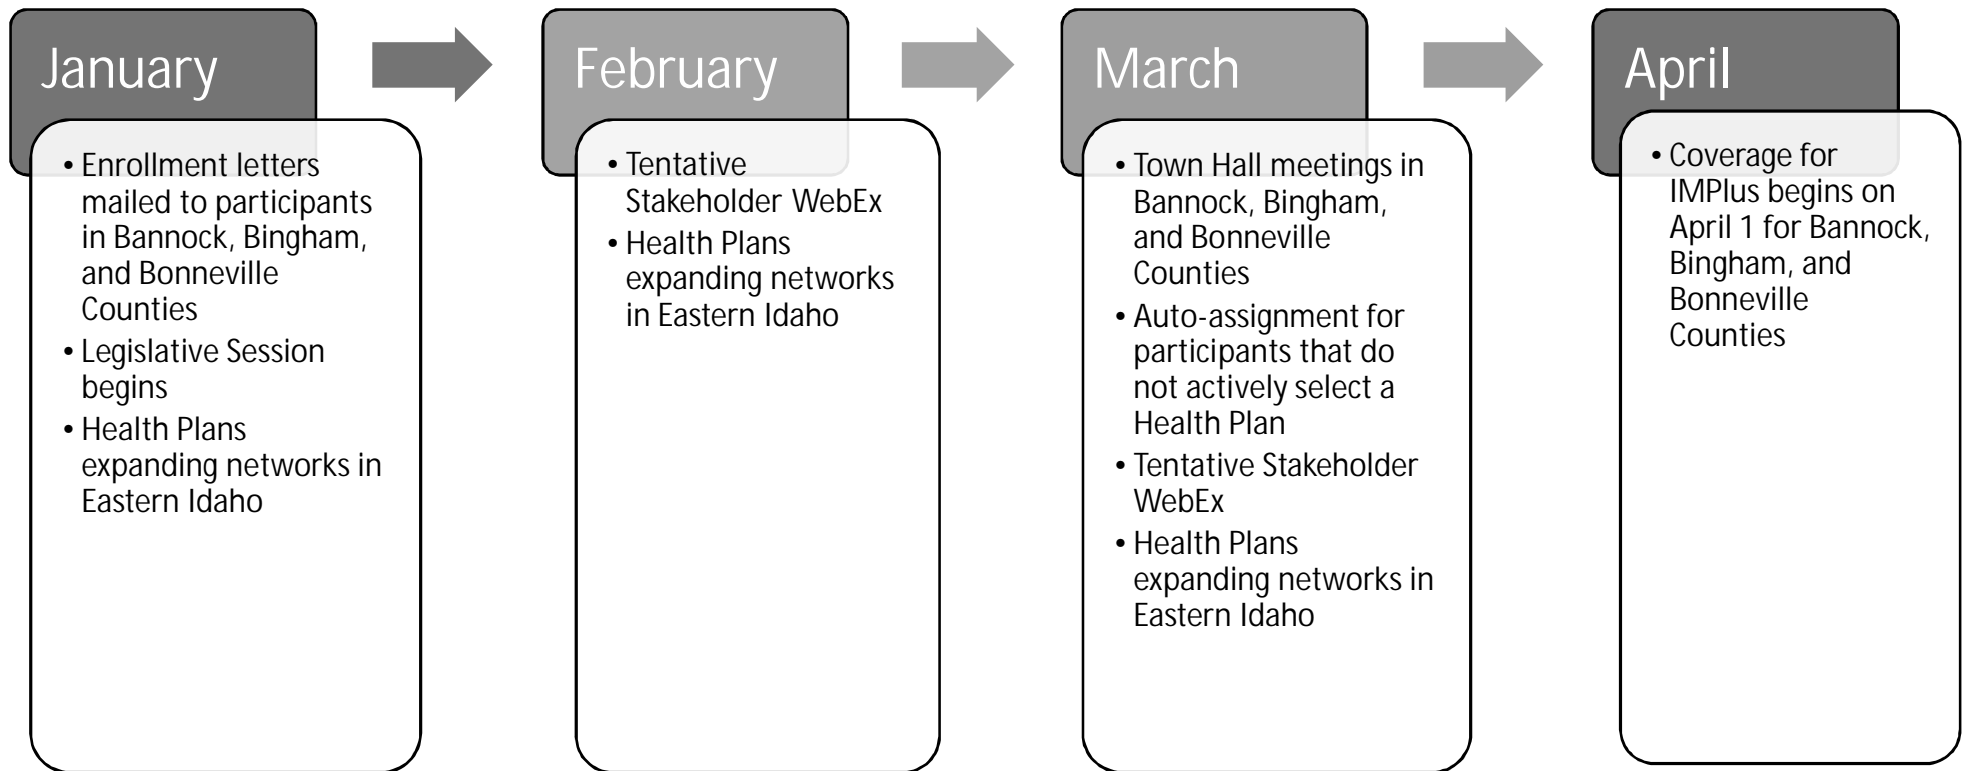 January
• Enrollment letters
mailed to participants
in Bannock, Bingham,
and Bonneville
Counties
• Legislative Session
begins
• Health Plans
expanding networks in
Eastern Idaho
February
• Tentative
Stakeholder WebEx
• Health Plans
expanding networks
in Eastern Idaho
March
• Town Hall meetings in
Bannock, Bingham,
and Bonneville
Counties
• Auto-assignment for
participants that do
not actively select a
Health Plan
• Tentative Stakeholder
WebEx
• Health Plans
expanding networks in
Eastern Idaho
April
• Coverage for
IMPlus begins on
April 1 for Bannock,
Bingham, and
Bonneville
Counties